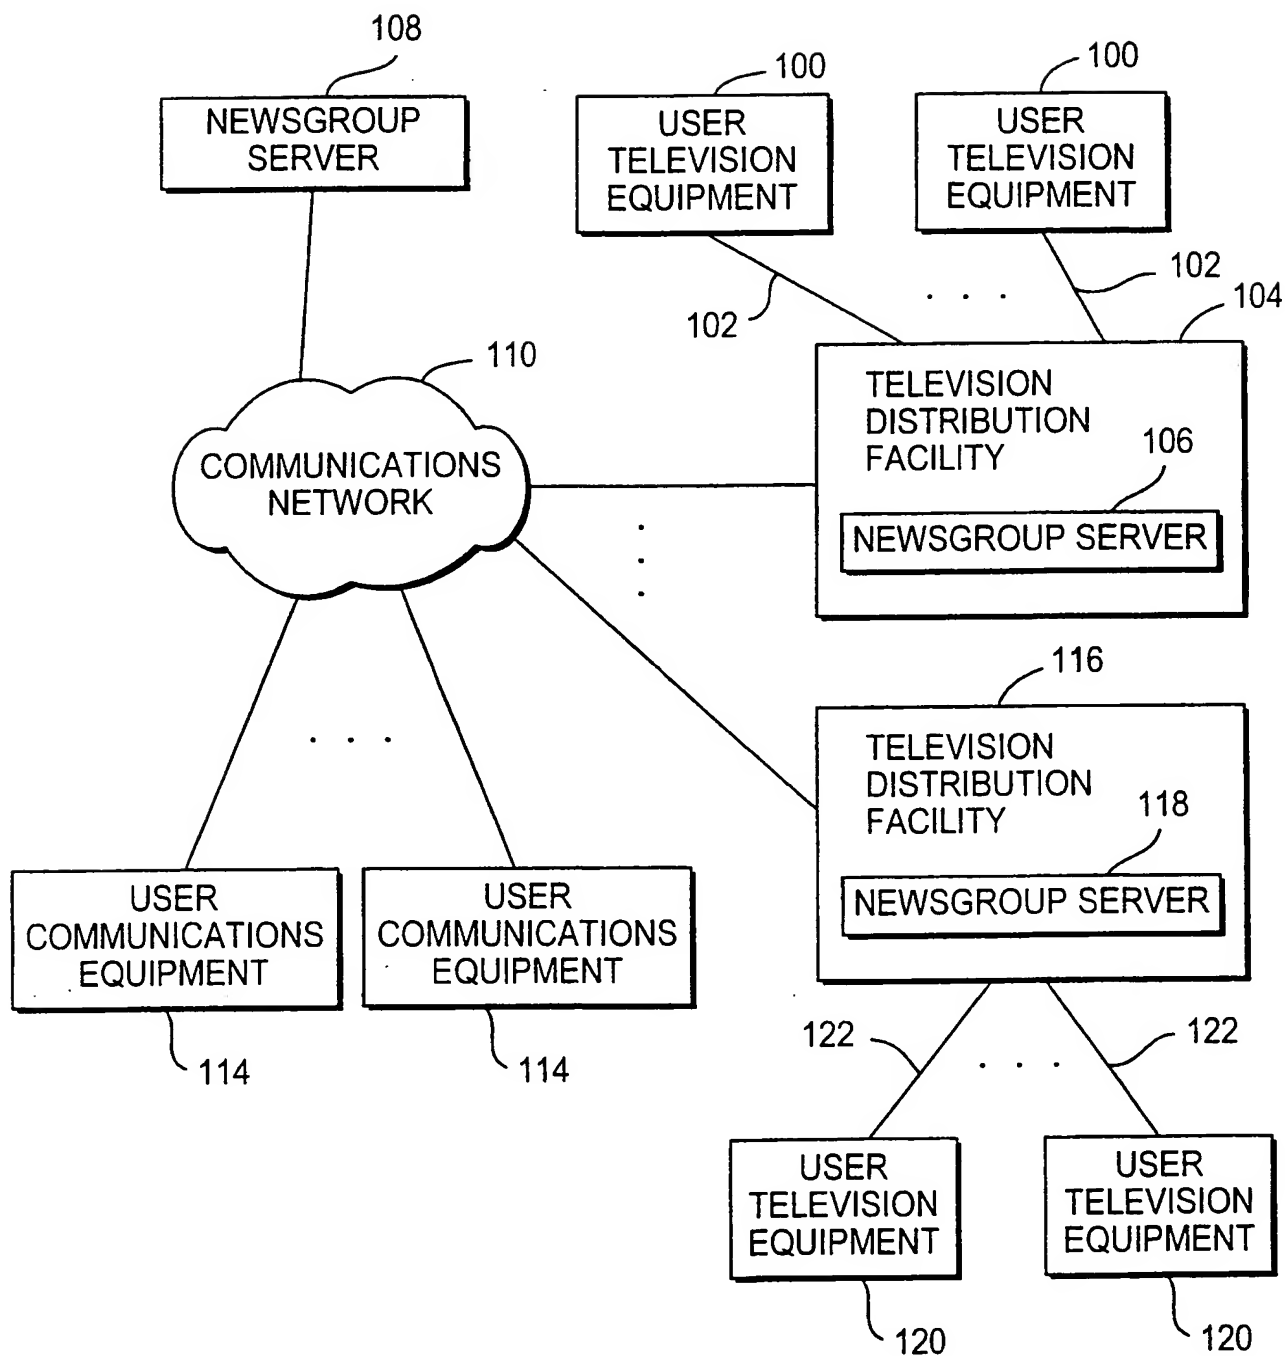 108
NEWSGROUP
SERVER
100
USER
TELEVISION
EQUIPMENT
100
USER
TELEVISION
EQUIPMENT
102
102
104
110
COMMUNICATIONS
NETWORK
TELEVISION
DISTRIBUTION
FACILITY
106
NEWSGROUP SERVER
116
TELEVISION
DISTRIBUTION
FACILITY
118
NEWSGROUP SERVER
USER
COMMUNICATIONS
EQUIPMENT
114
USER
COMMUNICATIONS
EQUIPMENT
114
122
122
USER
TELEVISION
EQUIPMENT
120
USER
TELEVISION
EQUIPMENT
120